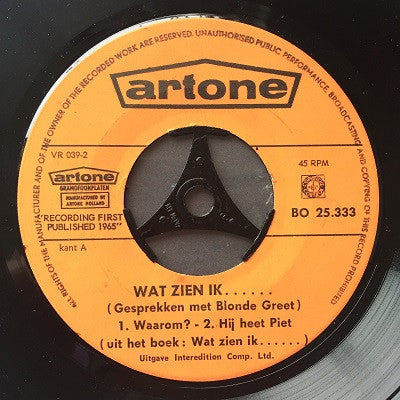 ALL RIGHTS OF THE MANUFACTURER AND OF THE OWNER OF THE RECORDED WORK ARE RESERVED. UNAUTHORISED PUBLIC PERFORMANCE, BROADCASTING AND COPYING OF THIS RECORD PROHIBITED
artone
VR 039-2
45 RPM
artone
GRAMOFOONPLATEN
MANUFACTURED BY
ARTONE HOLLAND
"RECORDING FIRST
PUBLISHED 1965"
BO 25.333
kant A
WAT ZIEN IK......
(Gesprekken met Blonde Greet)
1. Waarom? - 2. Hij heet Piet
(uit het boek: Wat zien ik......)
Uitgave Interedition Comp. Ltd.